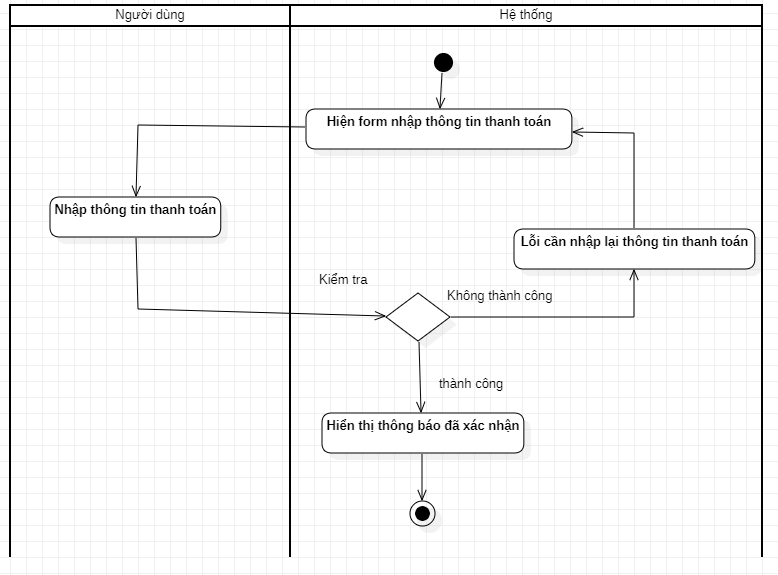 Người dùng
Hệ thống
Hiện form nhập thông tin thanh toán
Nhập thông tin thanh toán
Lỗi cần nhập lại thông tin thanh toán
Kiểm tra
Không thành công
thành công
Hiển thị thông báo đã xác nhận